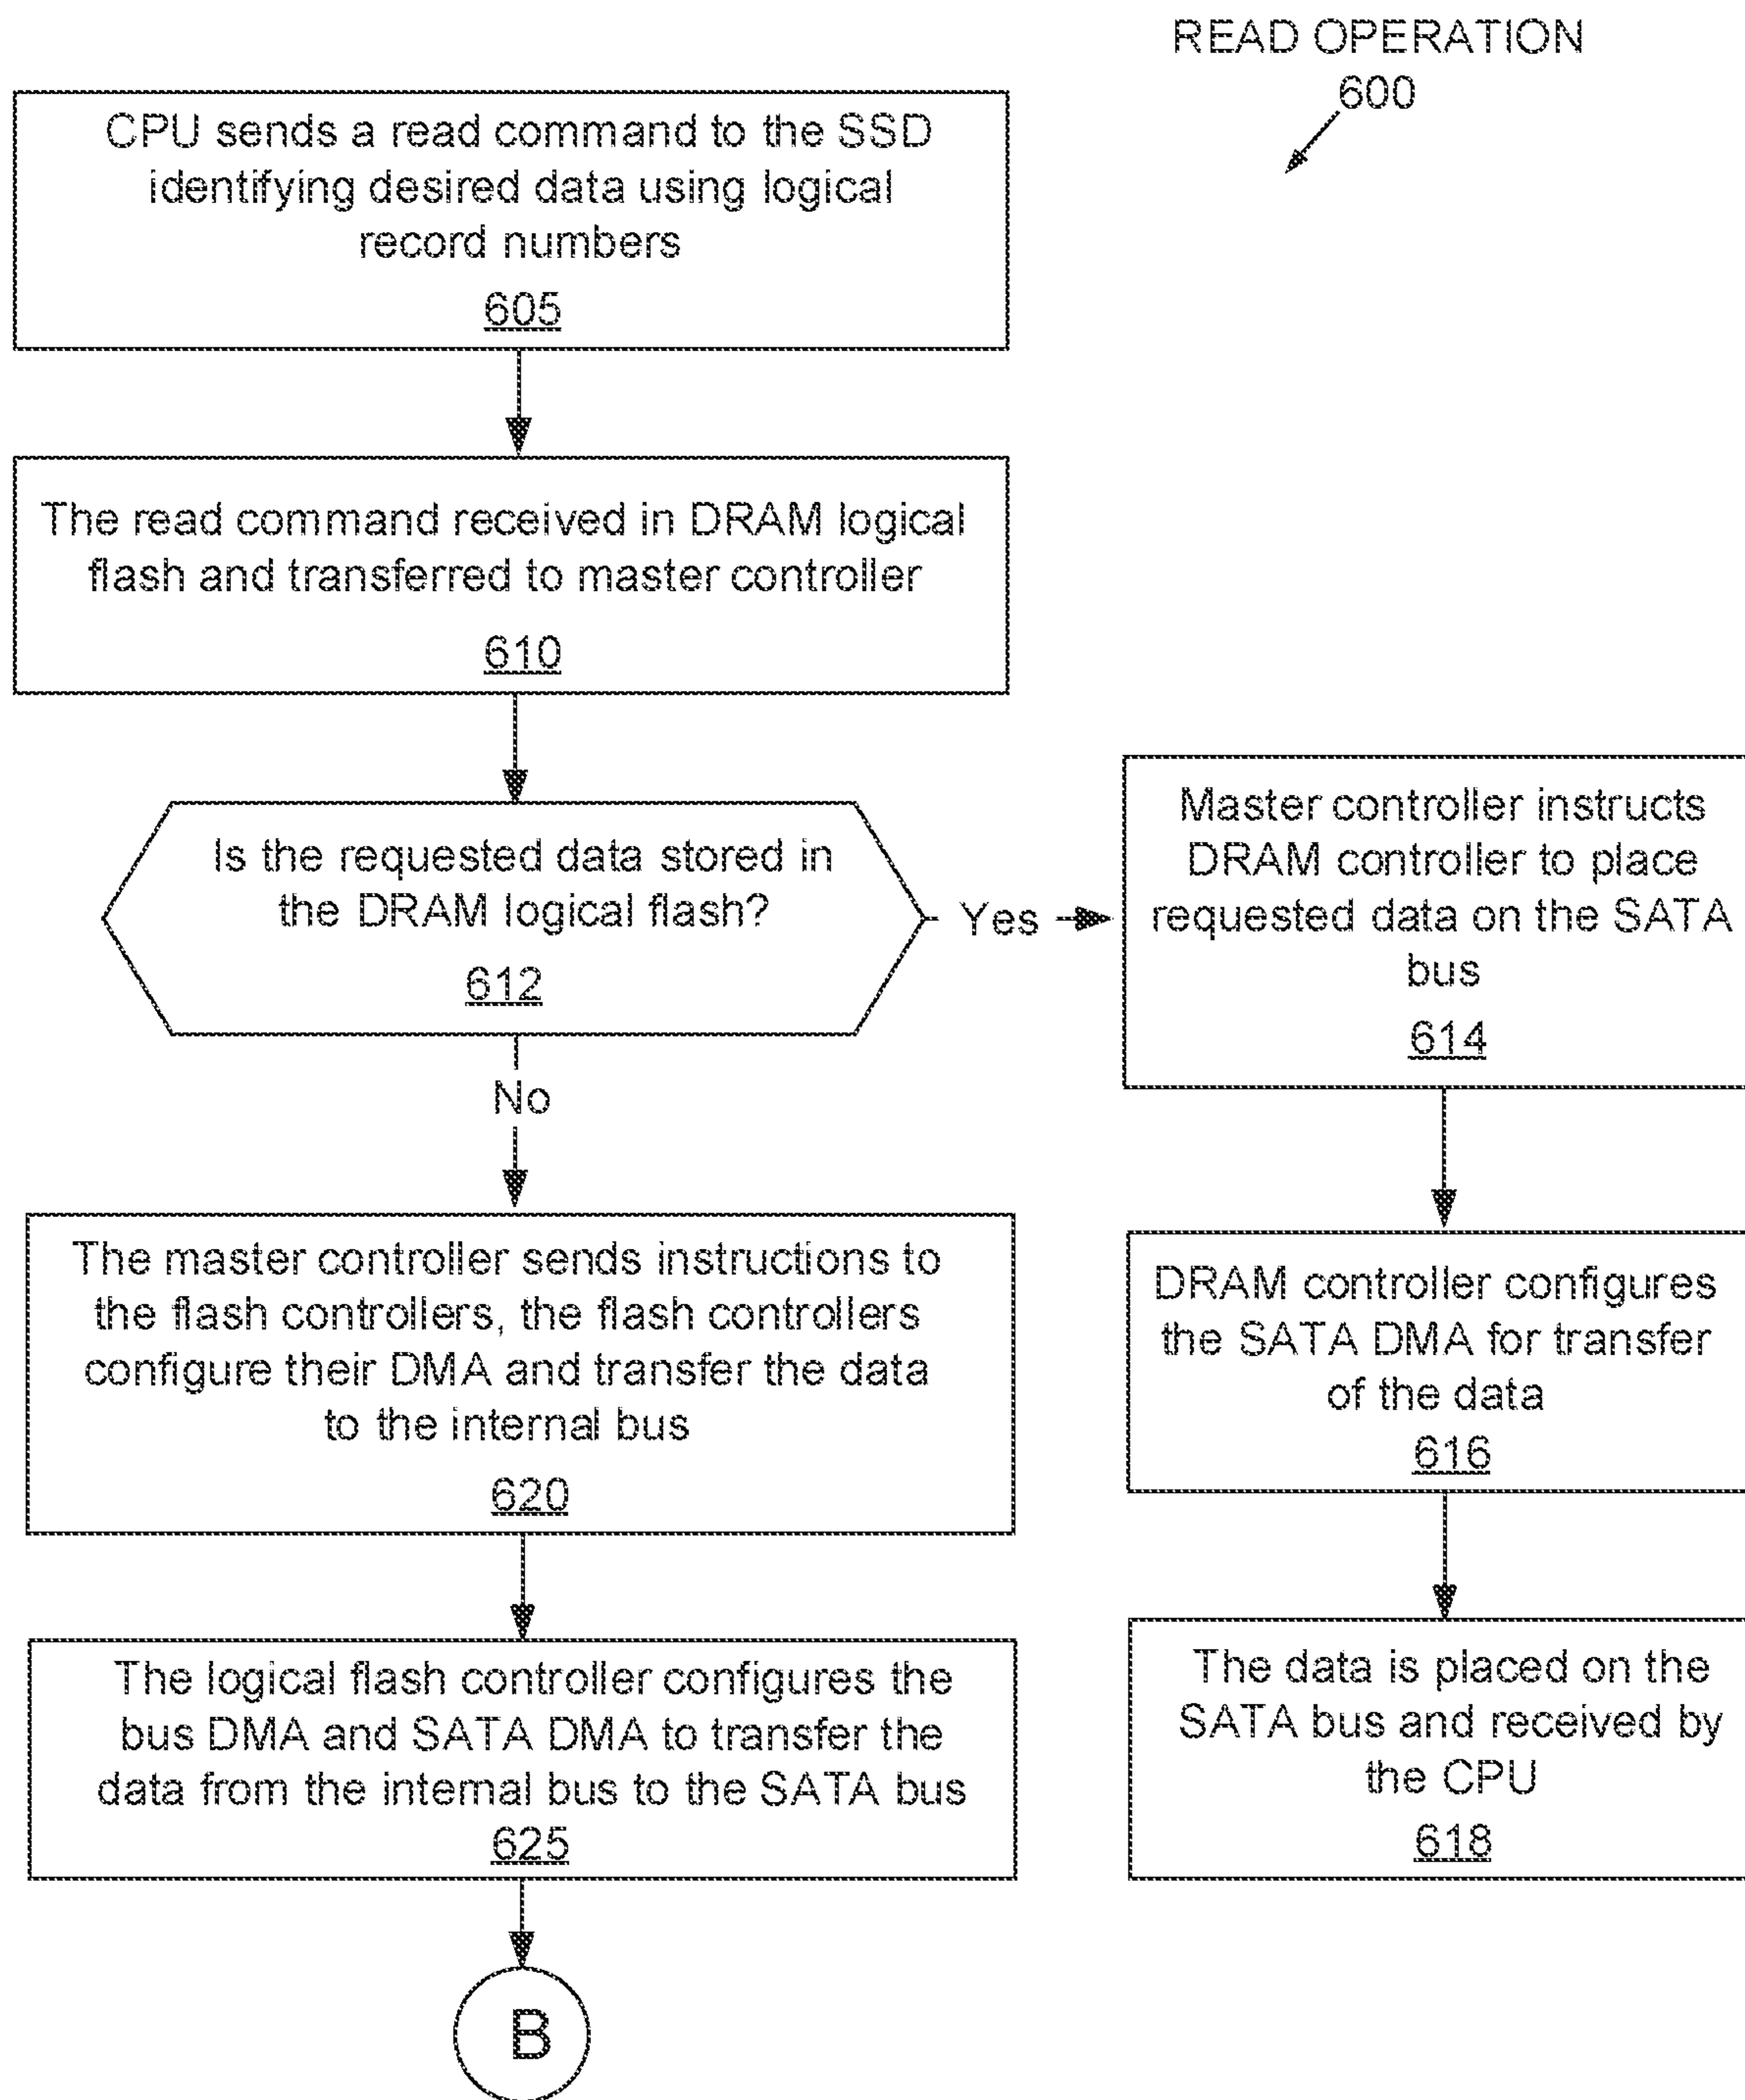 READ OPERATION
600
CPU sends a read command to the SSD
identifying desired data using logical
record numbers
605
The read command received in DRAM logical
flash and transferred to master controller
610
Is the requested data stored in
the DRAM logical flash?
612
Yes
No
Master controller instructs
DRAM controller to place
requested data on the SATA
bus
614
DRAM controller configures
the SATA DMA for transfer
of the data
616
The data is placed on the
SATA bus and received by
the CPU
618
The master controller sends instructions to
the flash controllers, the flash controllers
configure their DMA and transfer the data
to the internal bus
620
The logical flash controller configures the
bus DMA and SATA DMA to transfer the
data from the internal bus to the SATA bus
625
B